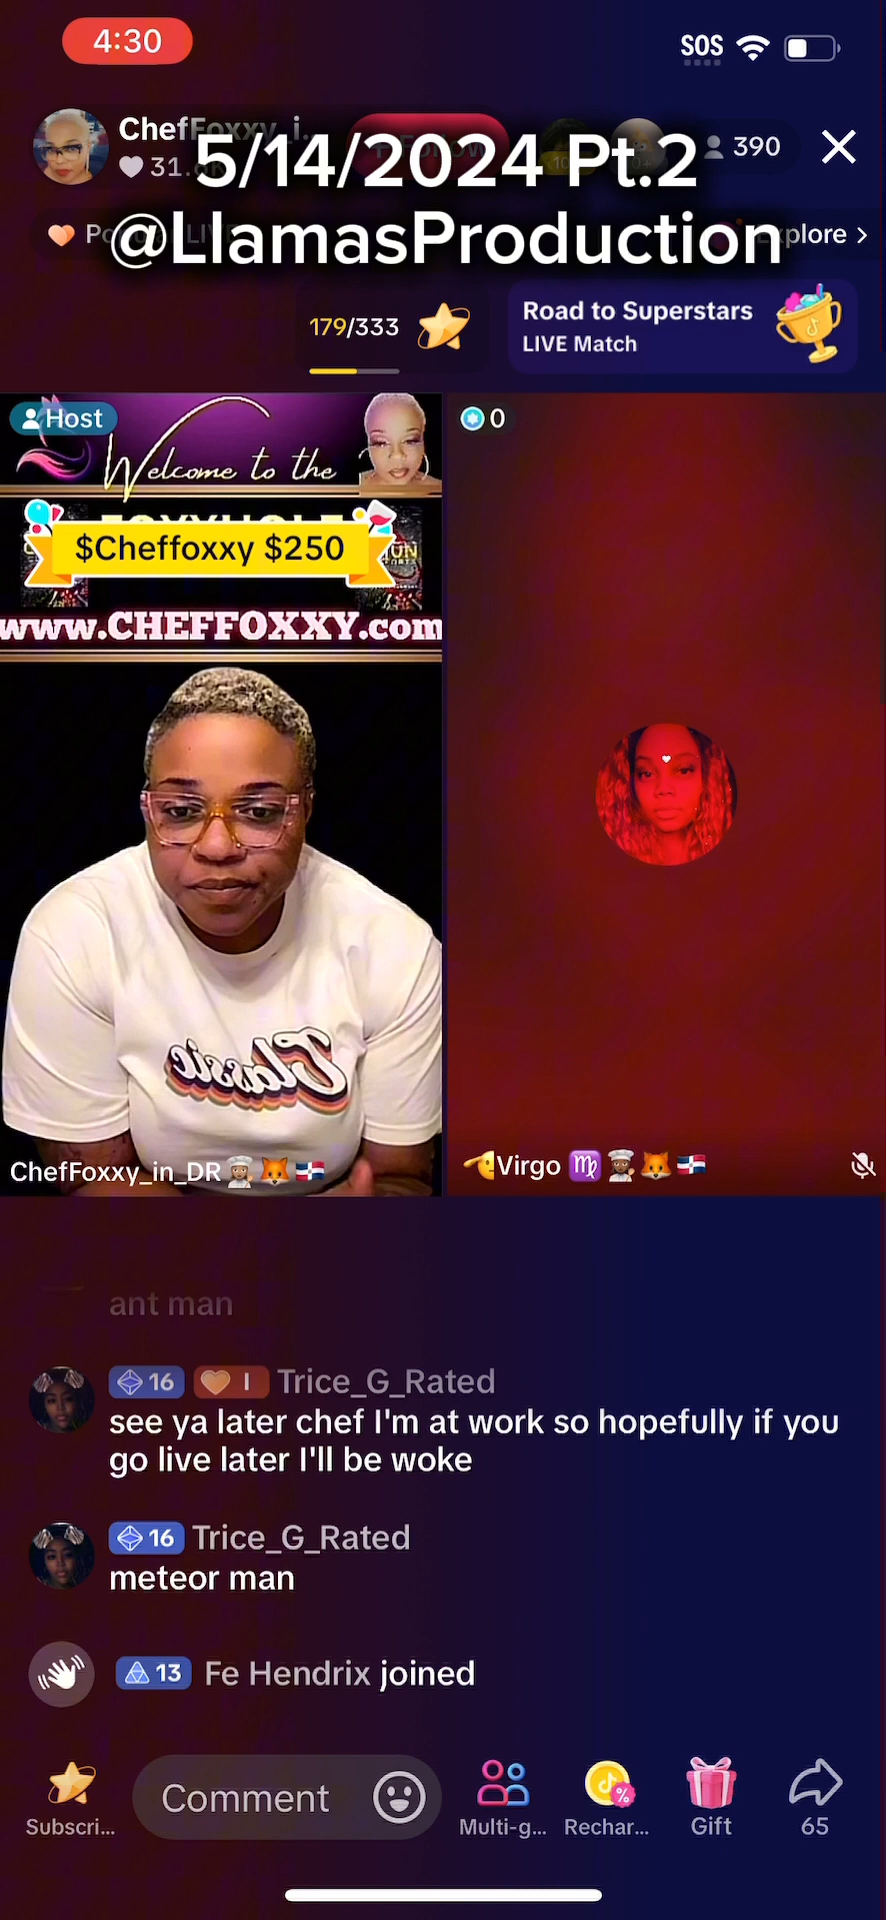 4:30
SOS
ChefFoxxy_i...
5/14/2024 Pt.2
390
@LlamasProduction
Explore >
179/333
Road to Superstars
LIVE Match
Host
0
Welcome to the
$Cheffoxxy $250
www.CHEFFOXXY.com
Classic
ChefFoxxy_in_DR
Virgo
ant man
16 I Trice_G_Rated
see ya later chef I'm at work so hopefully if you
go live later I'll be woke
16 Trice_G_Rated
meteor man
13 Fe Hendrix joined
Comment
Subscri...
Multi-g...
Rechar...
Gift
65